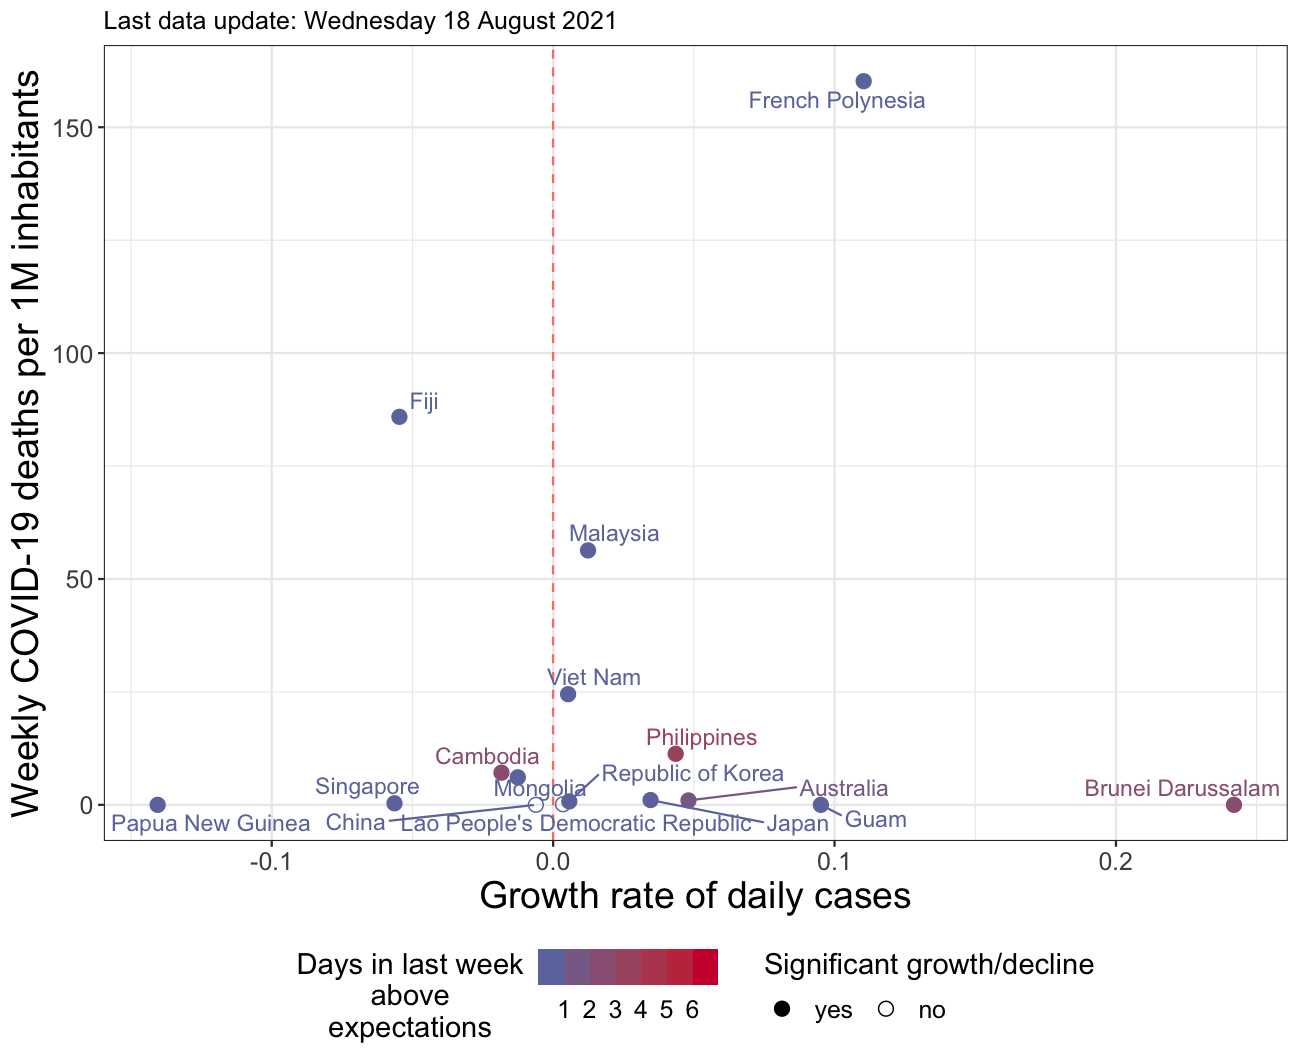 Last data update: Wednesday 18 August 2021
Weekly COVID-19 deaths per 1M inhabitants
150
100
50
0
French Polynesia
Fiji
Malaysia
Viet Nam
Philippines
Cambodia
Republic of Korea
Singapore
Mongolia
Australia
Brunei Darussalam
Papua New Guinea
China
Lao People's Democratic Republic
Japan
Guam
-0.1
0.0
0.1
0.2
Growth rate of daily cases
Days in last week
above
expectations
1 2 3 4 5 6
Significant growth/decline
yes
no